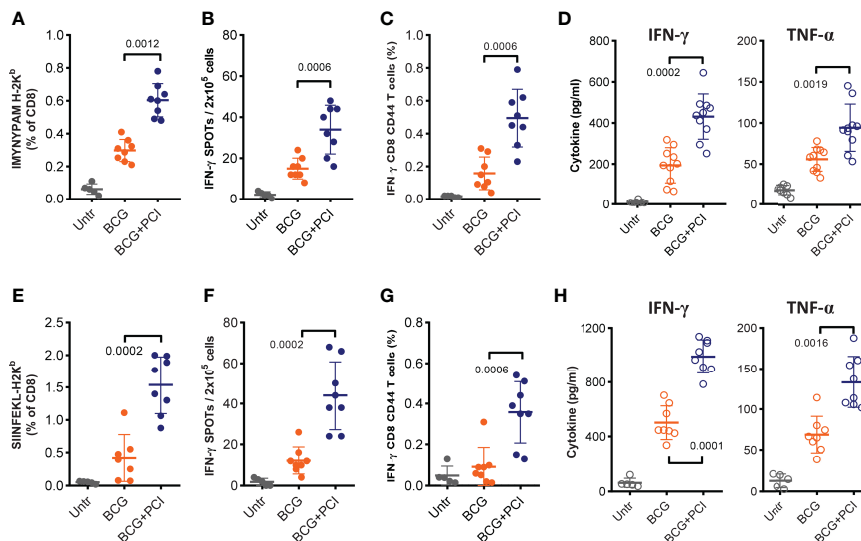 A
IMYNYPAM H-2Kᵇ
(% of CD8)
1.0
0.8
0.6
0.4
0.2
0.0
0.0012
Untr
BCG
BCG+PCI
B
IFN-γ SPOTs / 2x10⁵ cells
80
60
40
20
0
0.0006
Untr
BCG
BCG+PCI
C
IFN γ CD8 CD44 T cells (%)
1.0
0.8
0.6
0.4
0.2
0.0
0.0006
Untr
BCG
BCG+PCI
D
IFN-γ
Cytokine (pg/ml)
800
600
400
200
0
0.0002
Untr
BCG
BCG+PCI
TNF-α
200
150
100
50
0
0.0019
Untr
BCG
BCG+PCI
E
SIINFEKL-H2Kᵇ
(% of CD8)
2.5
2.0
1.5
1.0
0.5
0.0
0.0002
Untr
BCG
BCG+PCI
F
IFN-γ SPOTs / 2x10⁵ cells
80
60
40
20
0
0.0002
Untr
BCG
BCG+PCI
G
IFN γ CD8 CD44 T cells (%)
0.8
0.6
0.4
0.2
0.0
0.0006
Untr
BCG
BCG+PCI
H
IFN-γ
Cytokine (pg/ml)
1200
800
400
0
0.0001
Untr
BCG
BCG+PCI
TNF-α
200
150
100
50
0
0.0016
Untr
BCG
BCG+PCI